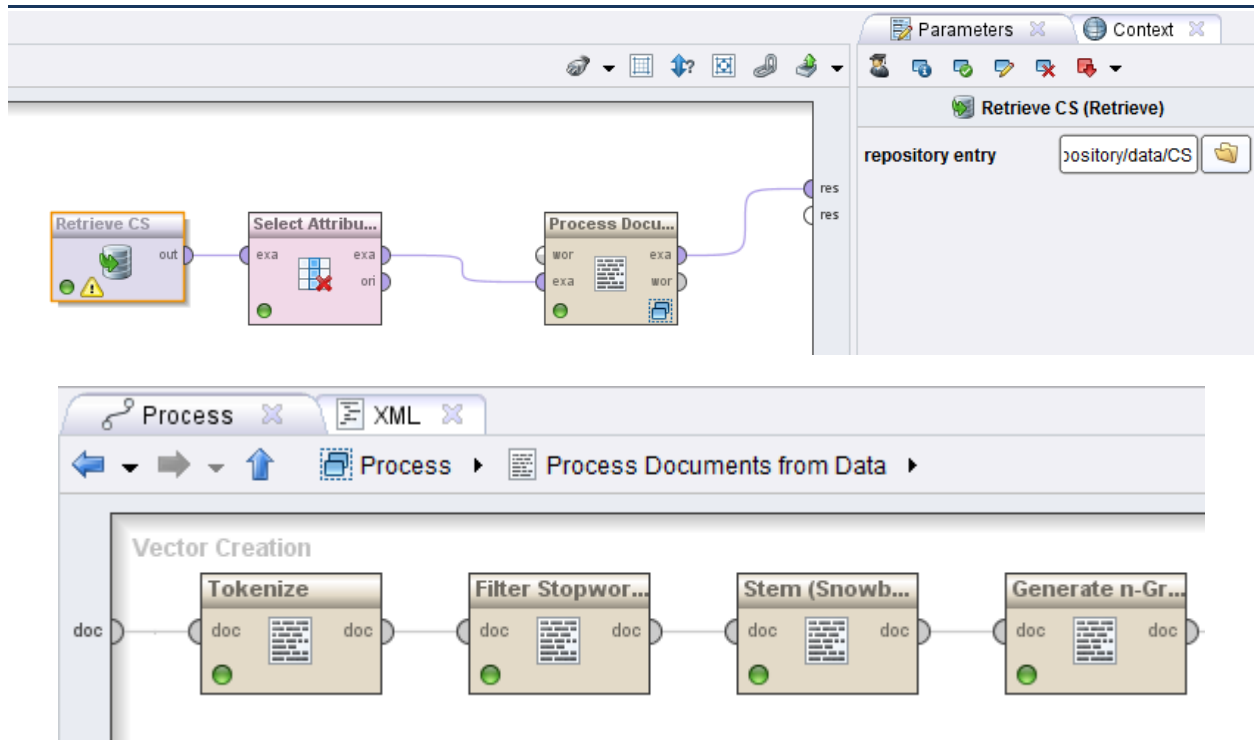 Parameters Context
Retrieve CS (Retrieve)
repository entry pository/data/CS
res
res
Retrieve CS
out
Select Attribu...
exa exa
ori
Process Docu...
wor exa
exa wor
Process XML
Process Process Documents from Data
Vector Creation
Tokenize Filter Stopwor... Stem (Snowb... Generate n-Gr...
doc doc doc doc doc doc doc doc doc